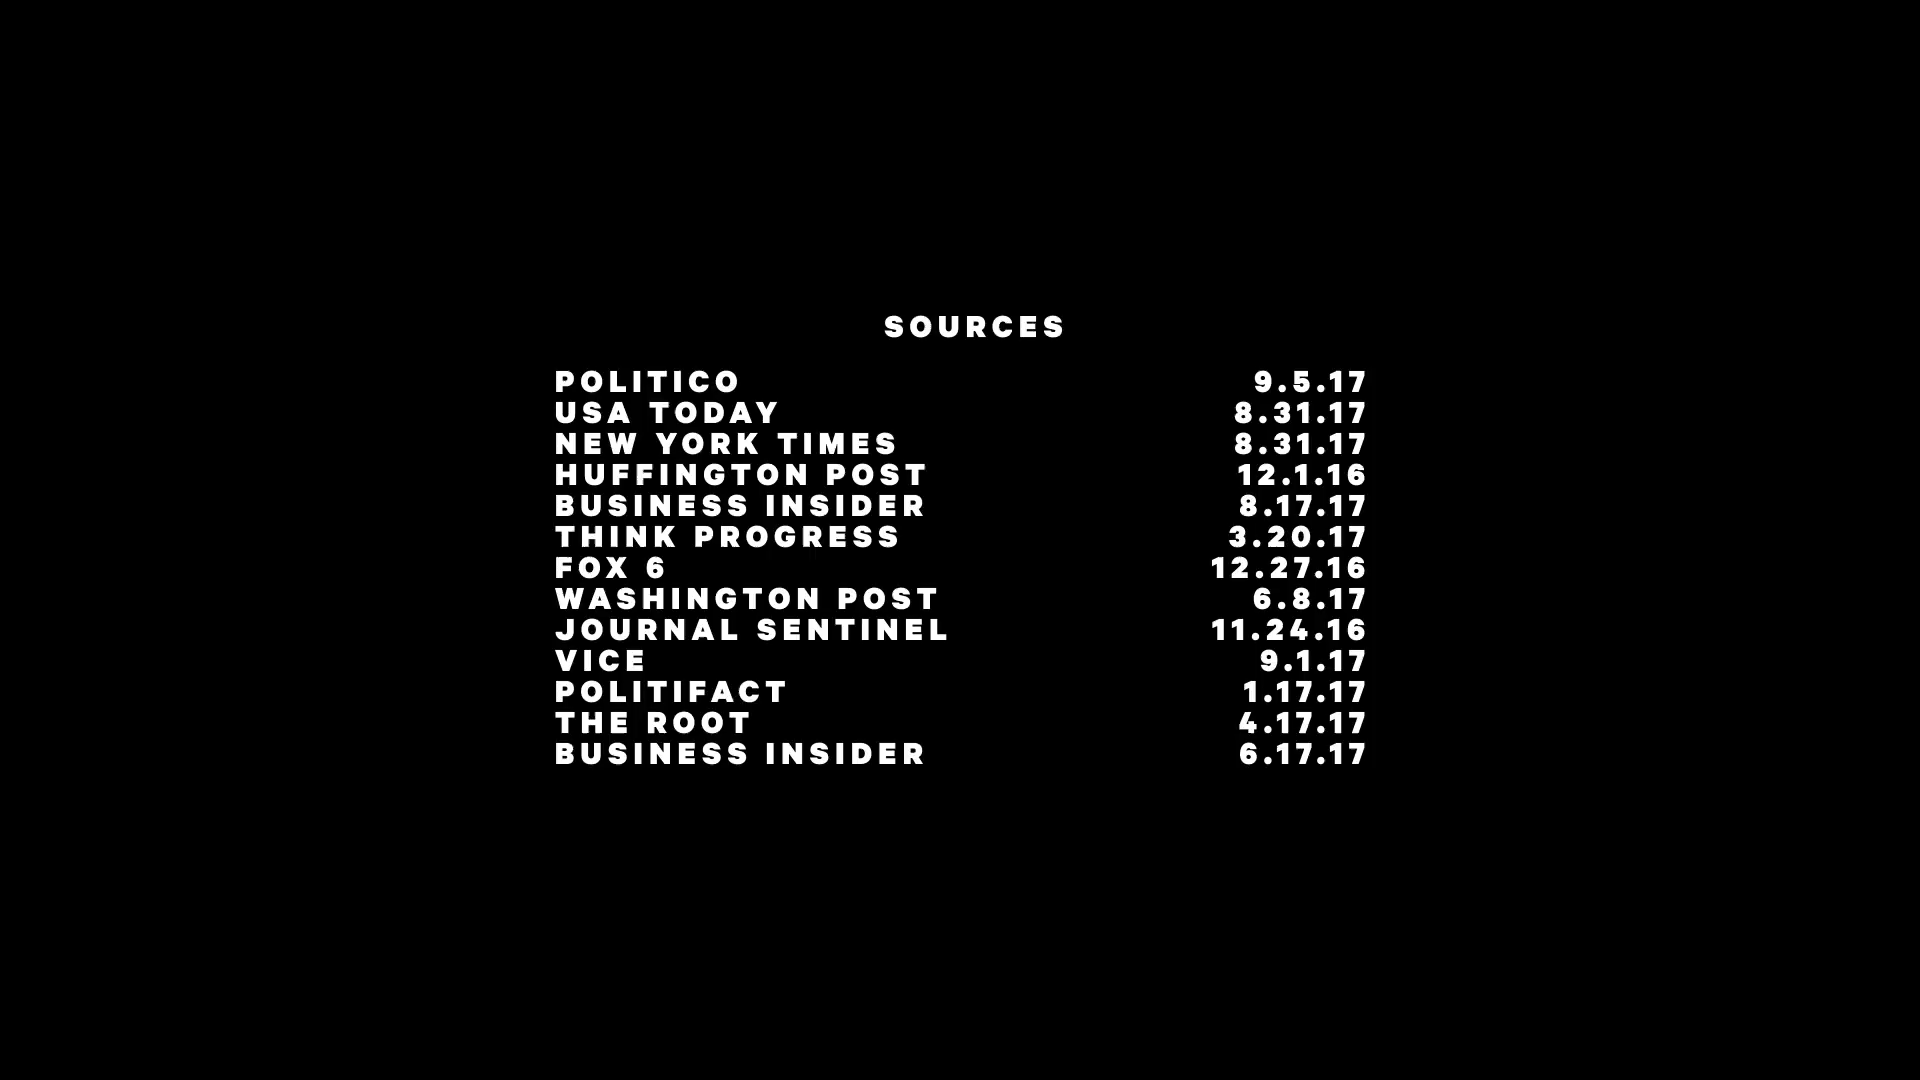 SOURCES
POLITICO 9.5.17
USA TODAY 8.31.17
NEW YORK TIMES 8.31.17
HUFFINGTON POST 12.1.16
BUSINESS INSIDER 8.17.17
THINK PROGRESS 3.20.17
FOX 6 12.27.16
WASHINGTON POST 6.8.17
JOURNAL SENTINEL 11.24.16
VICE 9.1.17
POLITIFACT 1.17.17
THE ROOT 4.17.17
BUSINESS INSIDER 6.17.17